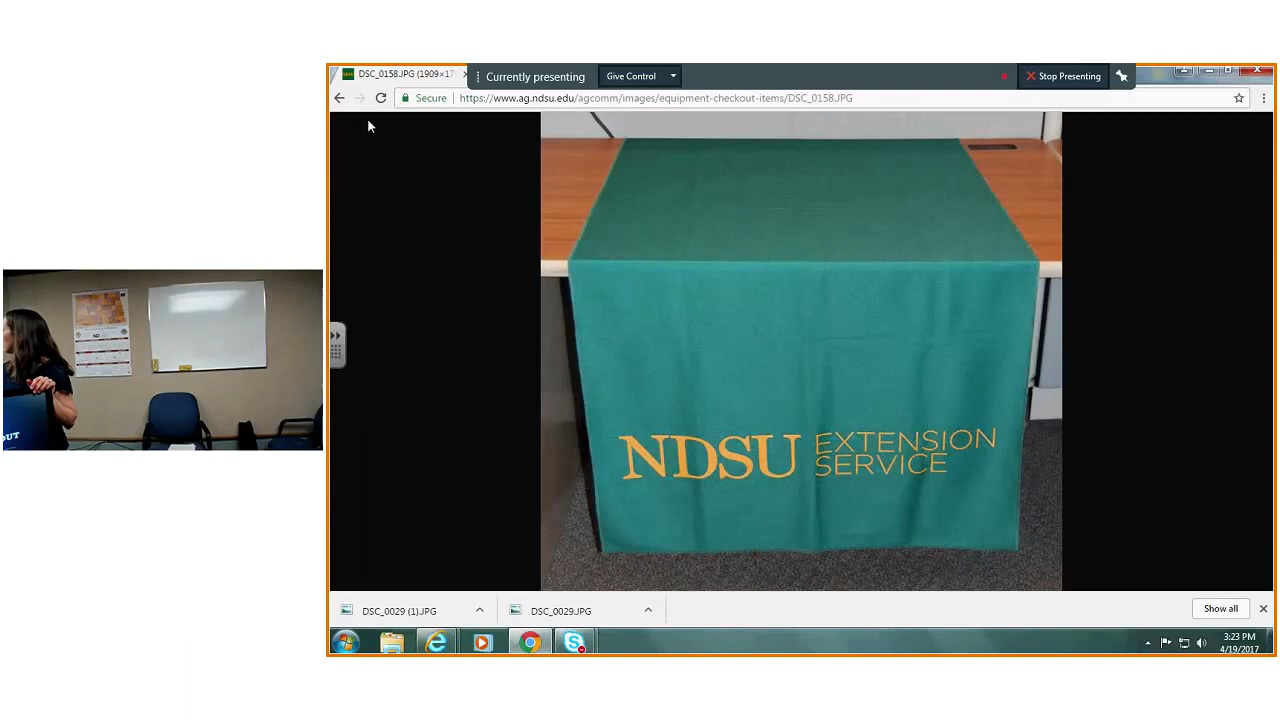 DSC_0158.JPG (1909×17
Currently presenting
Give Control
Stop Presenting
Secure
https://www.ag.ndsu.edu/agcomm/images/equipment-checkout-items/DSC_0158.JPG
NDSU EXTENSION
SERVICE
ND
OUT
DSC_0029 (1).JPG
DSC_0029.JPG
Show all
3:23 PM
4/19/2017